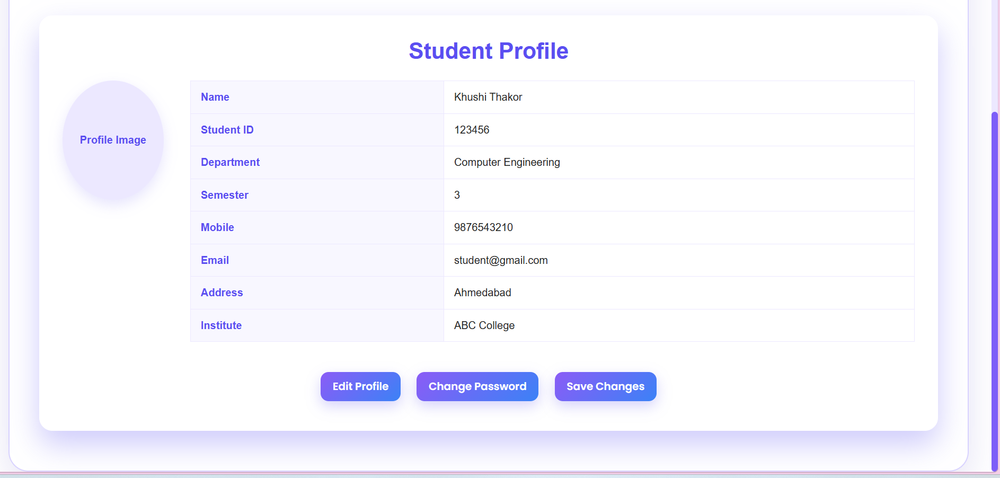 Student Profile
Profile Image
Name Khushi Thakor
Student ID 123456
Department Computer Engineering
Semester 3
Mobile 9876543210
Email student@gmail.com
Address Ahmedabad
Institute ABC College
Edit Profile Change Password Save Changes